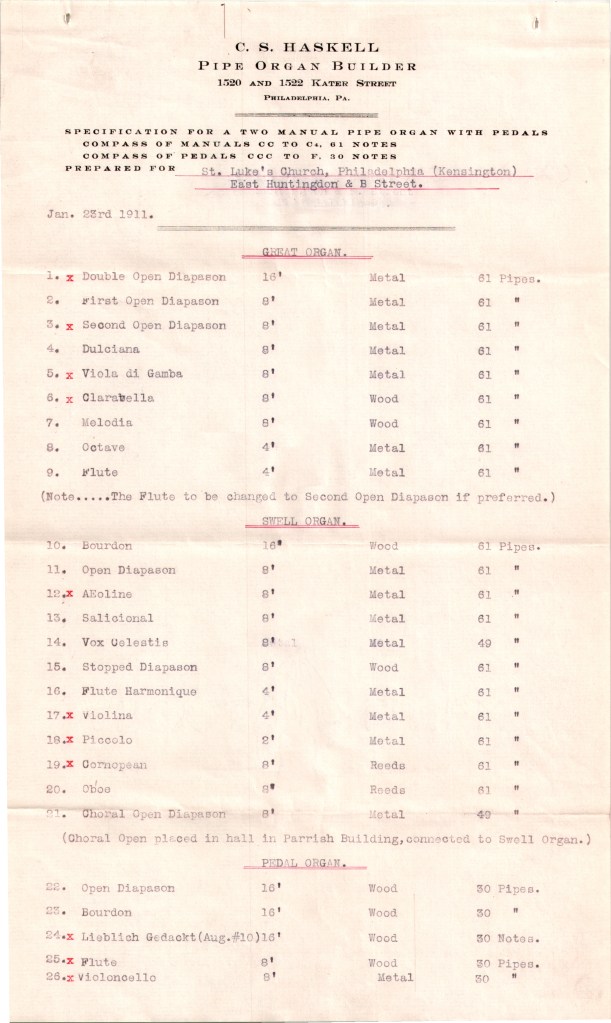 C. S. HASKELL
PIPE ORGAN BUILDER
1520 AND 1522 KATER STREET
PHILADELPHIA, PA.
SPECIFICATION FOR A TWO MANUAL PIPE ORGAN WITH PEDALS
COMPASS OF MANUALS CC TO C4, 61 NOTES
COMPASS OF PEDALS CCC TO F, 30 NOTES
PREPARED FOR St. Luke's Church, Philadelphia (Kensington)
East Huntingdon & B Street.
Jan. 23rd 1911.
GREAT ORGAN.
1. x Double Open Diapason 16' Metal 61 Pipes.
2. First Open Diapason 8' Metal 61 "
3. x Second Open Diapason 8' Metal 61 "
4. Dulciana 8' Metal 61 "
5. x Viola di Gamba 8' Metal 61 "
6. x Clarabella 8' Wood 61 "
7. Melodia 8' Wood 61 "
8. Octave 4' Metal 61 "
9. Flute 4' Metal 61 "
(Note.....The Flute to be changed to Second Open Diapason if preferred.)
SWELL ORGAN.
10. Bourdon 16" Wood 61 Pipes.
11. Open Diapason 8' Metal 61 "
12.x AEoline 8' Metal 61 "
13. Salicional 8' Metal 61 "
14. Vox Celestis 8' Metal 49 "
15. Stopped Diapason 8' Wood 61 "
16. Flute Harmonique 4' Metal 61 "
17.x Violina 4' Metal 61 "
18.x Piccolo 2' Metal 61 "
19.x Cornopean 8' Reeds 61 "
20. Oboe 8" Reeds 61 "
21. Choral Open Diapason 8' Metal 49 "
(Choral Open placed in hall in Parrish Building,connected to Swell Organ.)
PEDAL ORGAN.
22. Open Diapason 16' Wood 30 Pipes.
23. Bourdon 16' Wood 30 "
24.x Lieblich Gedackt(Aug.#10)16' Wood 30 Notes.
25.x Flute 8' Wood 30 Pipes.
26.x Violoncello 8' Metal 30 "